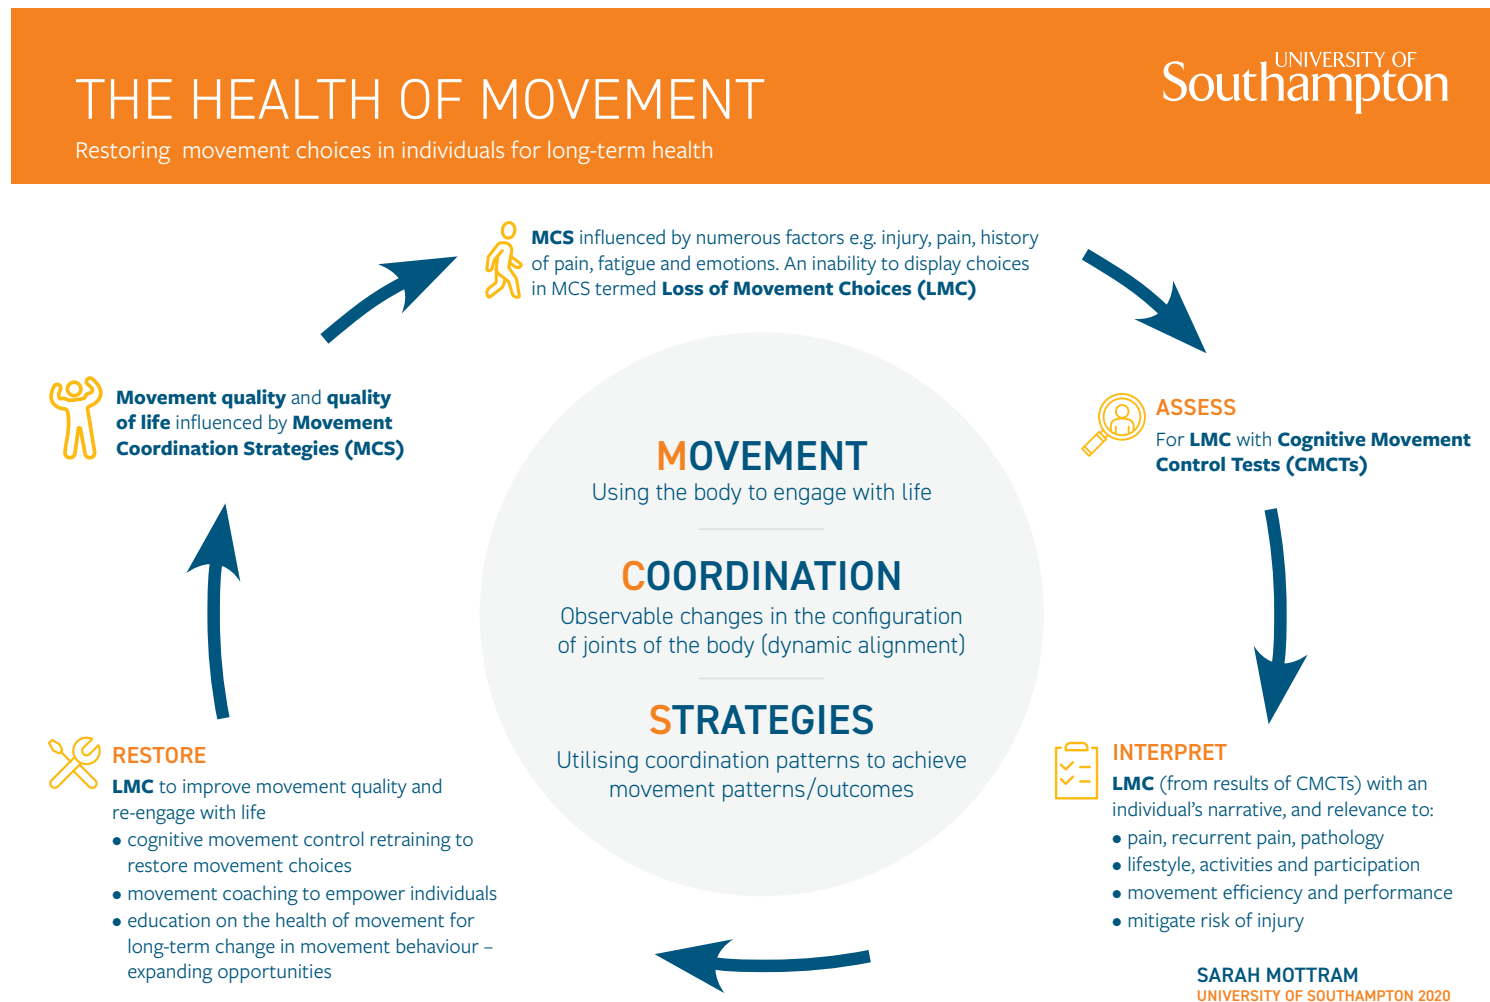 THE HEALTH OF MOVEMENT
Restoring movement choices in individuals for long-term health
UNIVERSITY OF
Southampton
MCS influenced by numerous factors e.g. injury, pain, history
of pain, fatigue and emotions. An inability to display choices
in MCS termed Loss of Movement Choices (LMC)
ASSESS
For LMC with Cognitive Movement
Control Tests (CMCTs)
INTERPRET
LMC (from results of CMCTs) with an
individual's narrative, and relevance to:
• pain, recurrent pain, pathology
• lifestyle, activities and participation
• movement efficiency and performance
• mitigate risk of injury
RESTORE
LMC to improve movement quality and
re-engage with life
• cognitive movement control retraining to
restore movement choices
• movement coaching to empower individuals
• education on the health of movement for
long-term change in movement behaviour –
expanding opportunities
Movement quality and quality
of life influenced by Movement
Coordination Strategies (MCS)
MOVEMENT
Using the body to engage with life
COORDINATION
Observable changes in the configuration
of joints of the body (dynamic alignment)
STRATEGIES
Utilising coordination patterns to achieve
movement patterns/outcomes
SARAH MOTTRAM
UNIVERSITY OF SOUTHAMPTON 2020